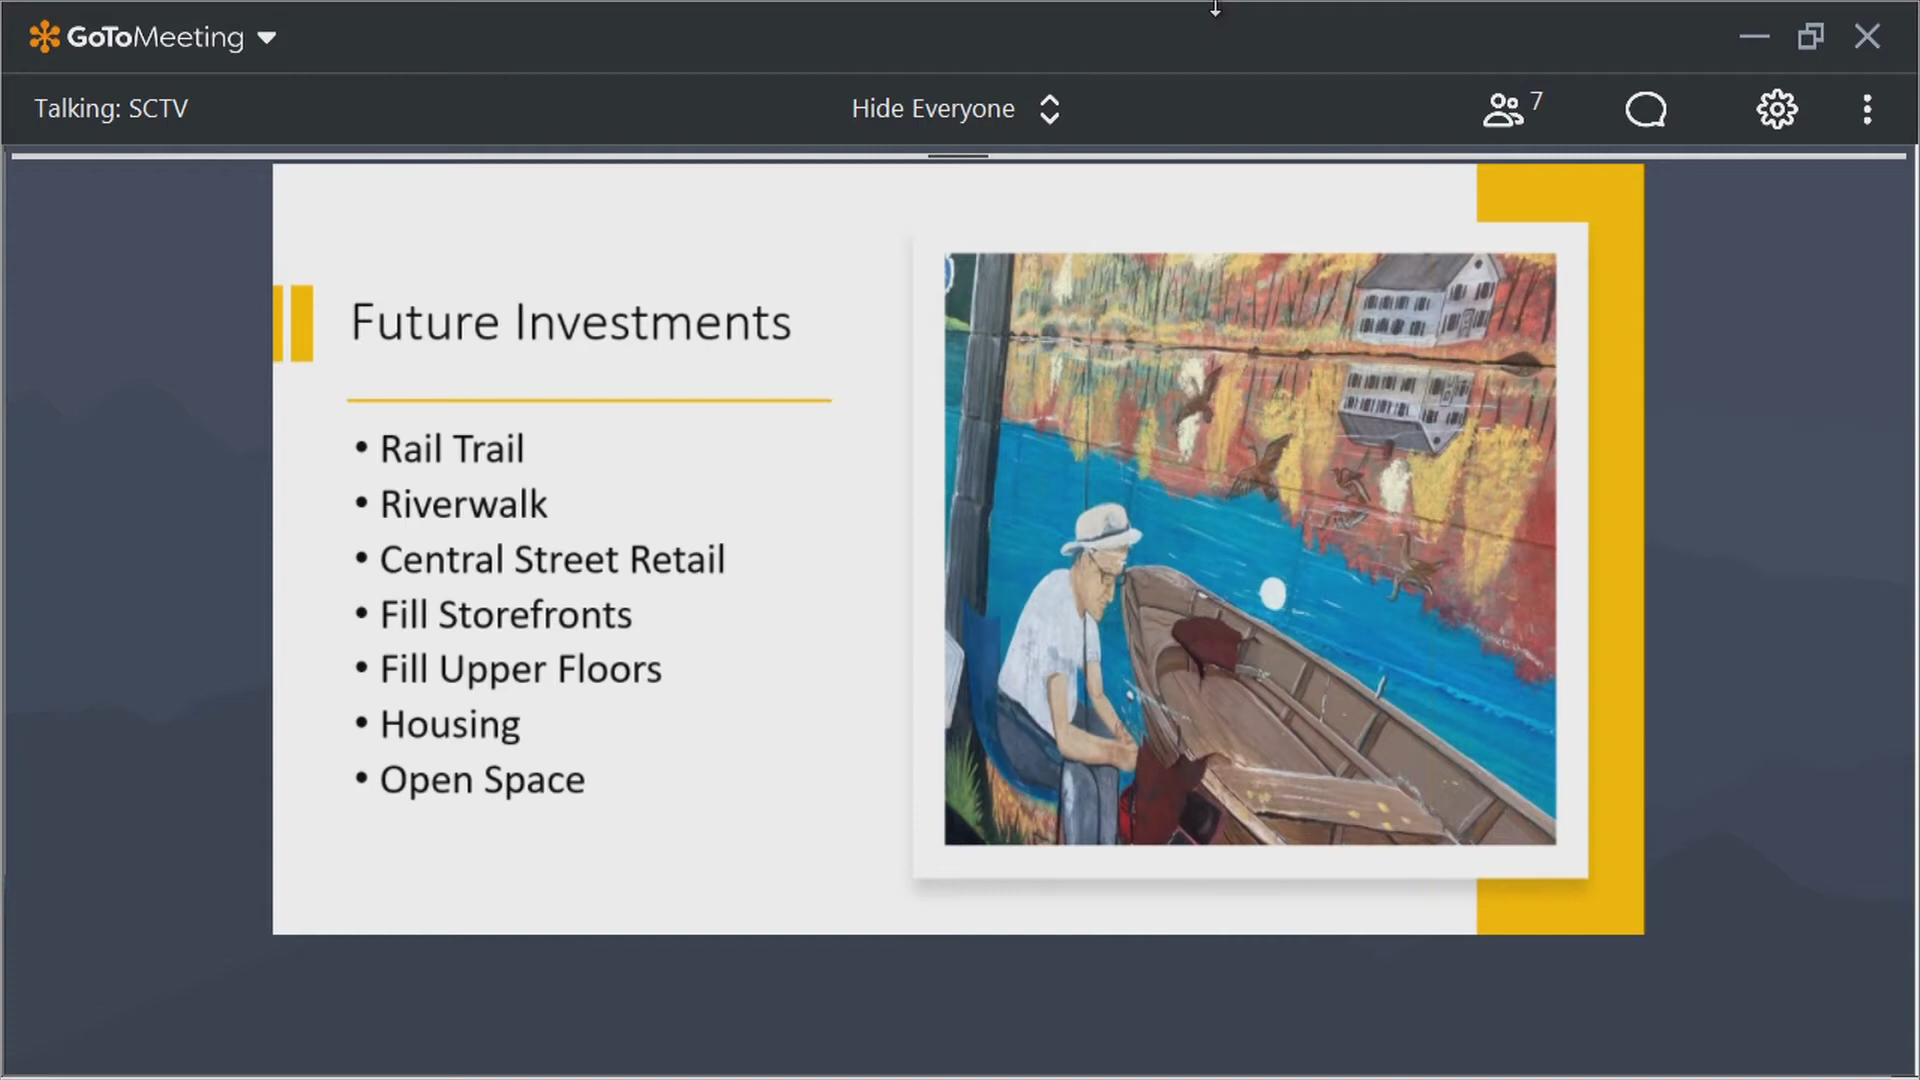 GoToMeeting
Talking: SCTV
Hide Everyone
7
Future Investments
• Rail Trail
• Riverwalk
• Central Street Retail
• Fill Storefronts
• Fill Upper Floors
• Housing
• Open Space